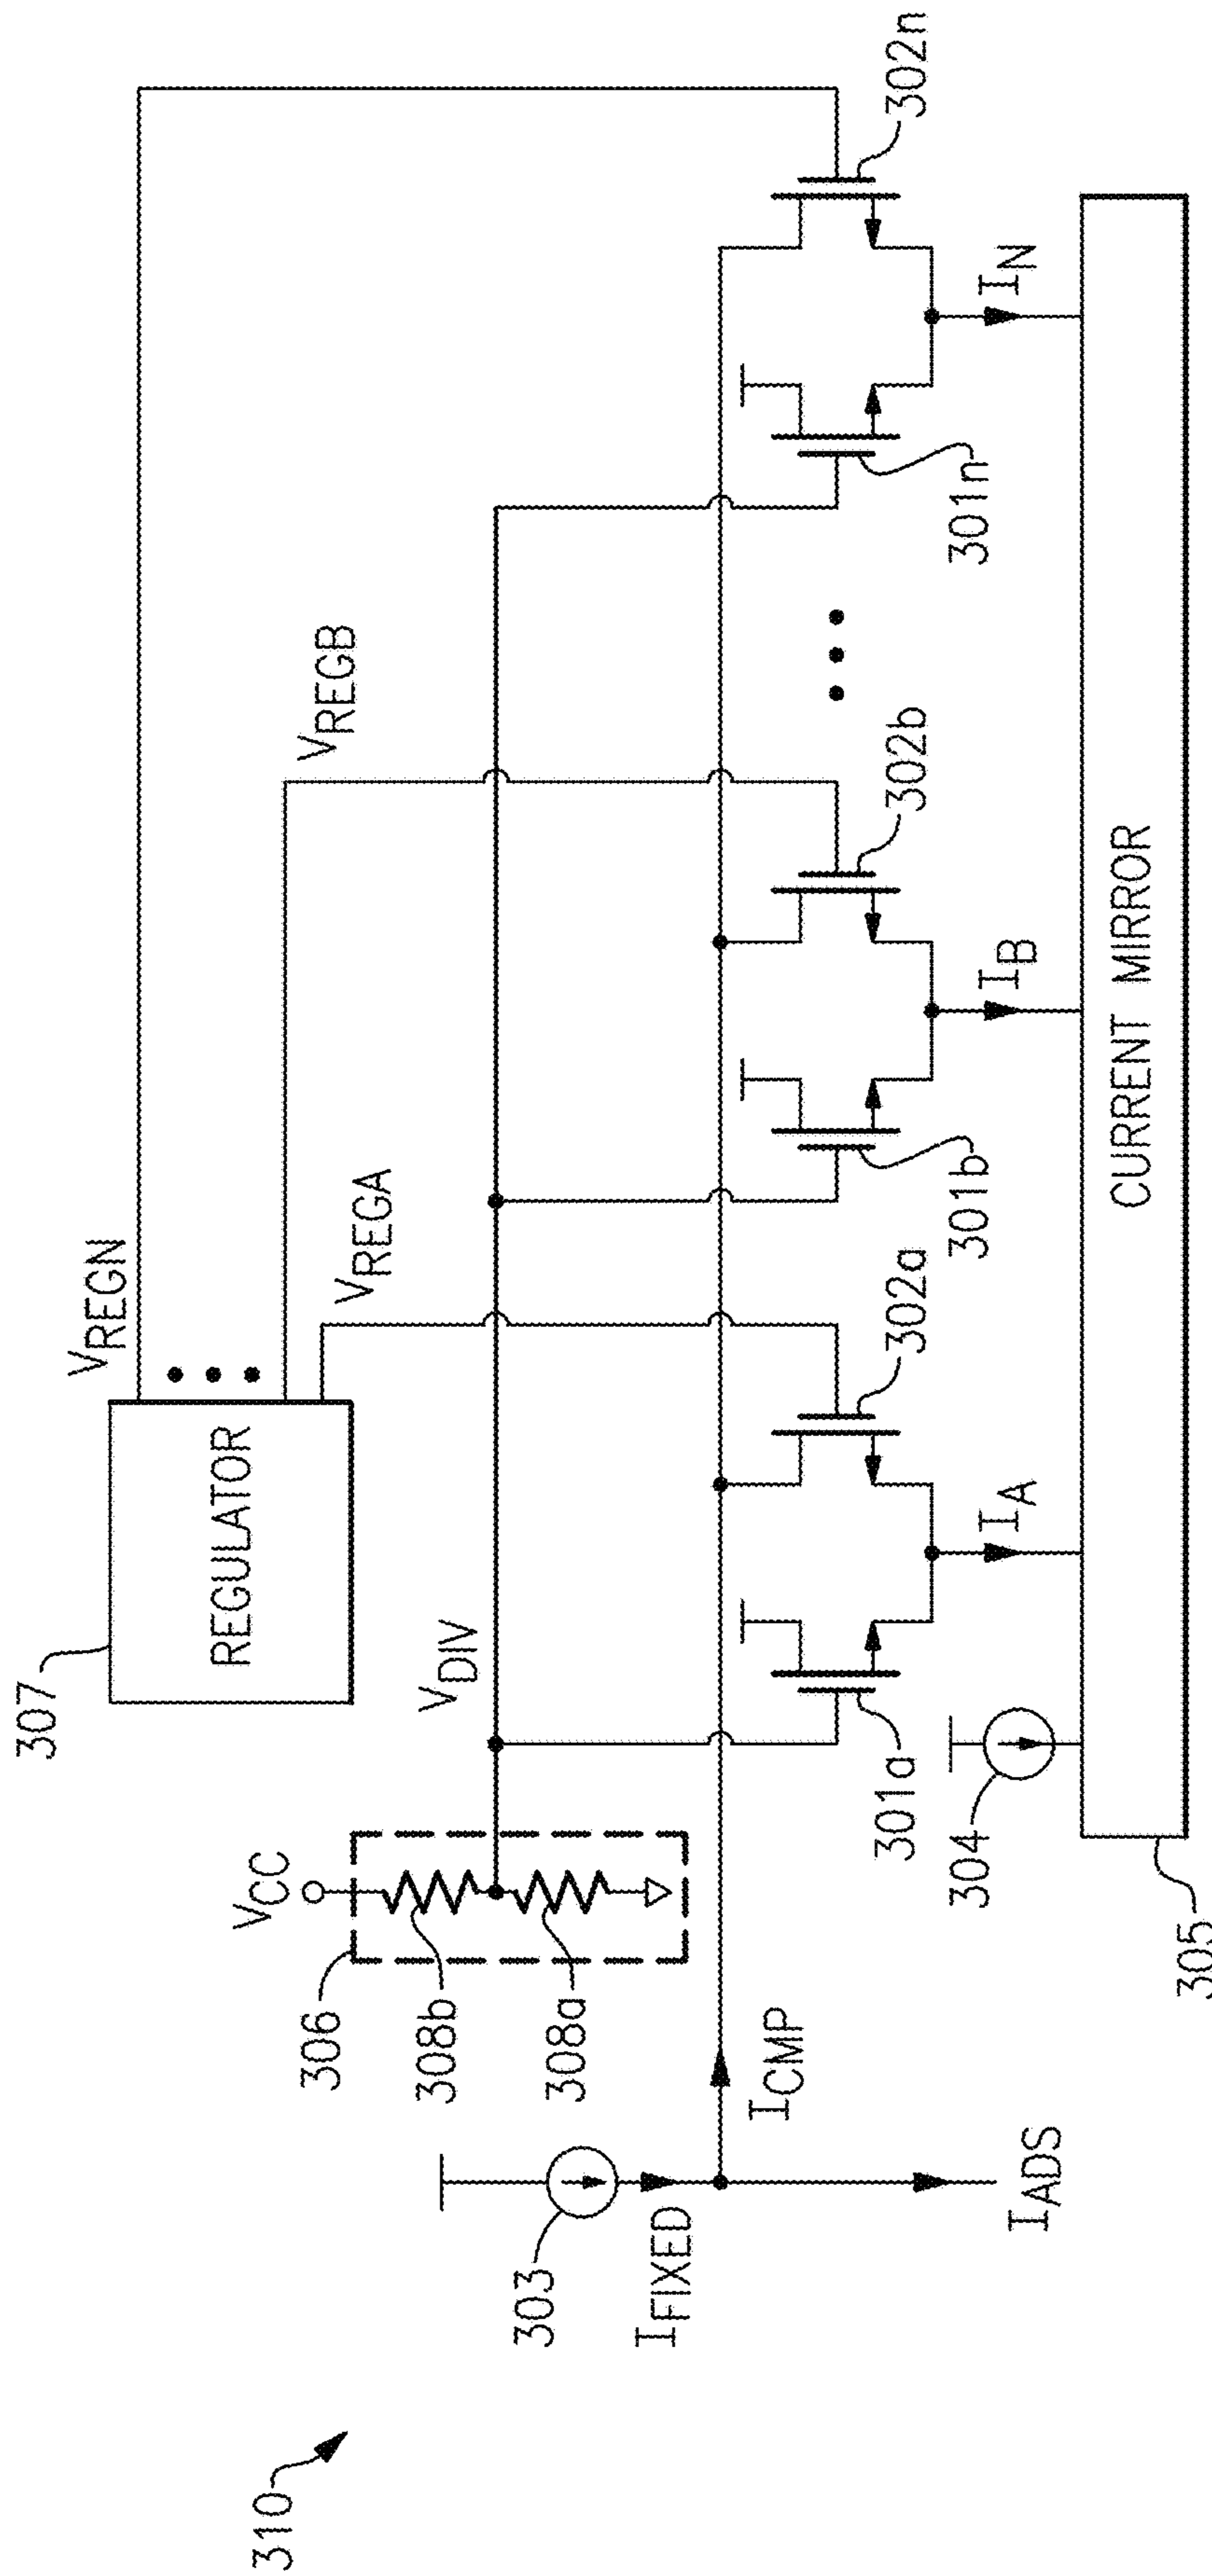 310
307
REGULATOR
VREGN
VREGB
VREGA
VCC
306
308b
308a
VDIV
303
IFIXED
ICMP
IADS
301a
302a
301b
302b
301n
302n
304
IA
IB
IN
CURRENT MIRROR
305